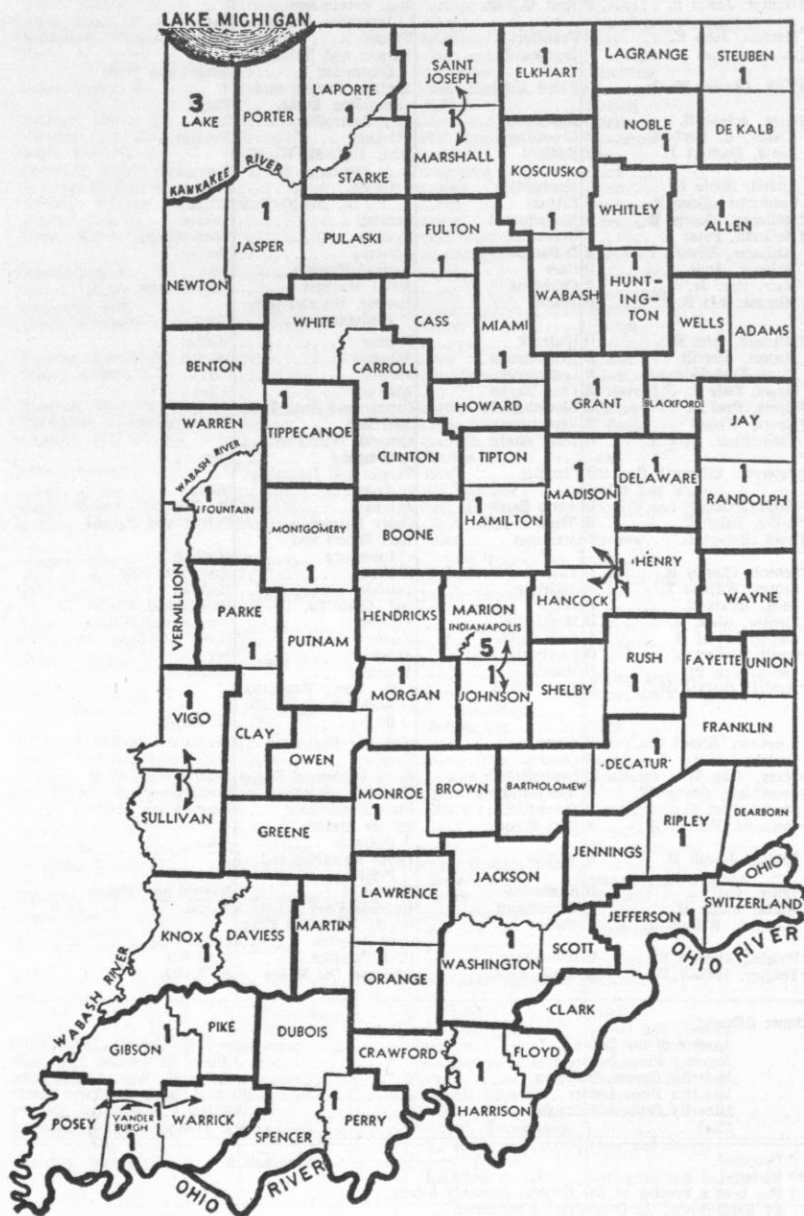 LAKE MICHIGAN
LAGRANGE
STEUBEN
1
1
SAINT
JOSEPH
ELKHART
LAPORTE
PORTER
3
LAKE
NOBLE
1
DE KALB
1
MARSHALL
KANKAKEE RIVER
STARKE
KOSCIUSKO
1
WHITLEY
1
ALLEN
1
JASPER
PULASKI
FULTON
1
NEWTON
WABASH
1
HUNT-
ING-
TON
WHITE
CASS
MIAMI
WELLS
1
ADAMS
BENTON
CARROLL
1
1
TIPPECANOE
HOWARD
1
GRANT
BLACKFORD
JAY
WARREN
CLINTON
TIPTON
WABASH RIVER
1
FOUNTAIN
1
MADISON
1
DELAWARE
1
RANDOLPH
MONTGOMERY
1
BOONE
1
HAMILTON
1
HENRY
1
WAYNE
VERMILLION
PARKE
1
PUTNAM
HENDRICKS
MARION
INDIANAPOLIS
5
HANCOCK
RUSH
1
FAYETTE
UNION
1
MORGAN
1
JOHNSON
SHELBY
1
VIGO
CLAY
OWEN
FRANKLIN
1
DECATUR
1
SULLIVAN
MONROE
1
BROWN
BARTHOLOMEW
RIPLEY
1
DEARBORN
GREENE
JENNINGS
JACKSON
OHIO
LAWRENCE
SWITZERLAND
JEFFERSON
1
KNOX
1
DAVIESS
MARTIN
1
WASHINGTON
SCOTT
OHIO RIVER
1
ORANGE
WABASH RIVER
CLARK
GIBSON
1
PIKE
DUBOIS
CRAWFORD
FLOYD
1
HARRISON
POSEY
1
VANDER
BURGH
1
WARRICK
SPENCER
1
PERRY
OHIO RIVER